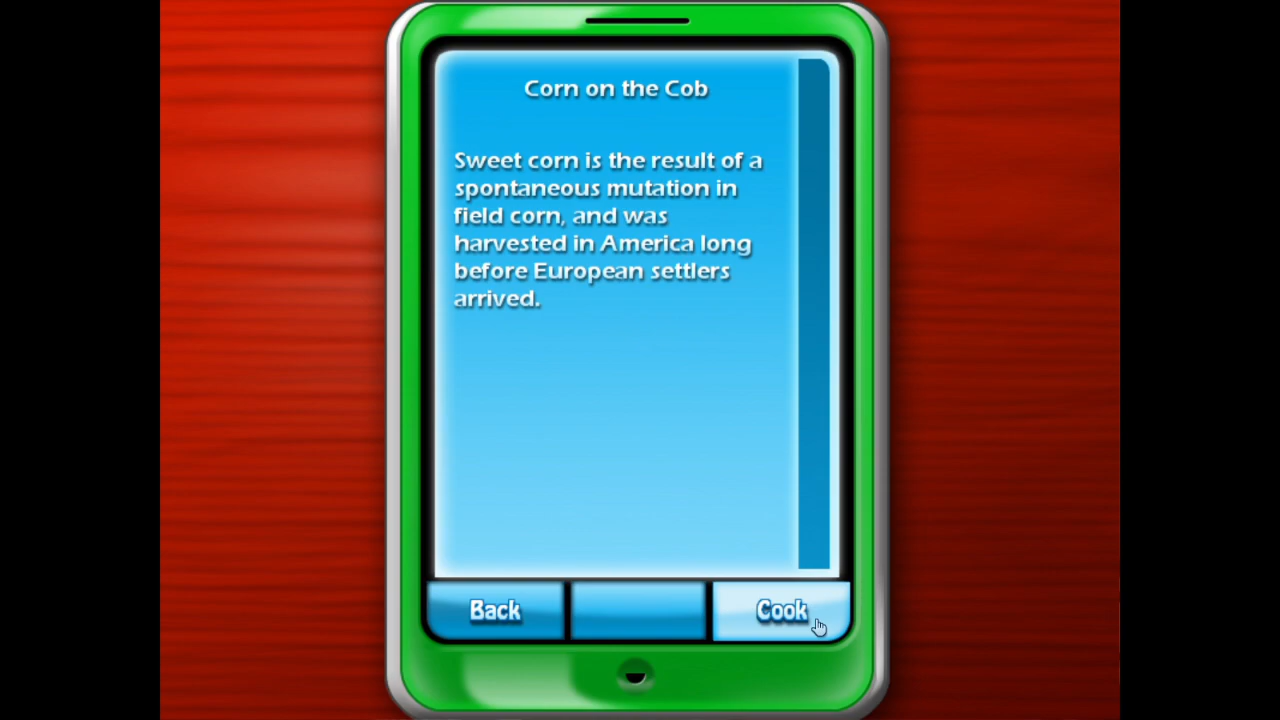 Corn on the Cob
Sweet corn is the result of a
spontaneous mutation in
field corn, and was
harvested in America long
before European settlers
arrived.
Back
Cook